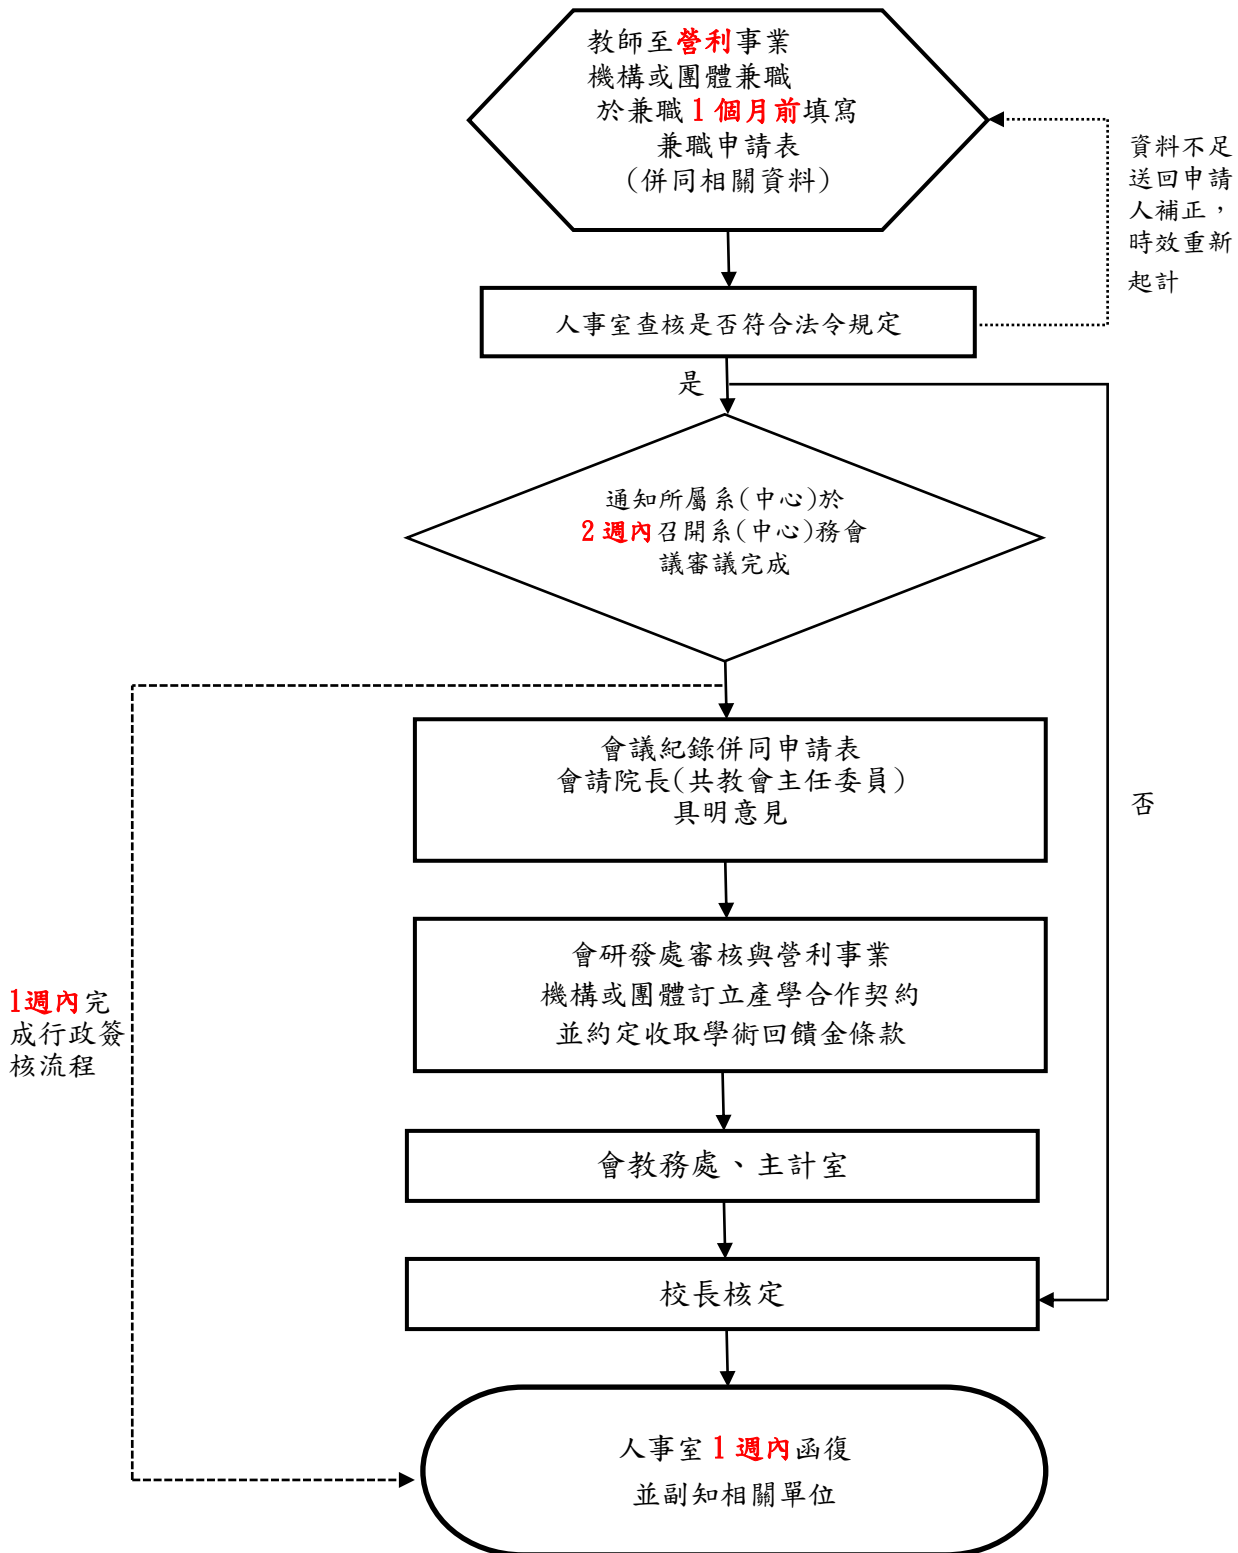 教師至營利事業
機構或團體兼職
於兼職1個月前填寫
兼職申請表
(併同相關資料)
資料不足
送回申請
人補正，
時效重新
起計
人事室查核是否符合法令規定
是
通知所屬系(中心)於
2週內召開系(中心)務會
議審議完成
會議紀錄併同申請表
會請院長(共教會主任委員)
具明意見
否
會研發處審核與營利事業
機構或團體訂立產學合作契約
並約定收取學術回饋金條款
1週內完
成行政簽
核流程
會教務處、主計室
校長核定
人事室1週內函復
並副知相關單位